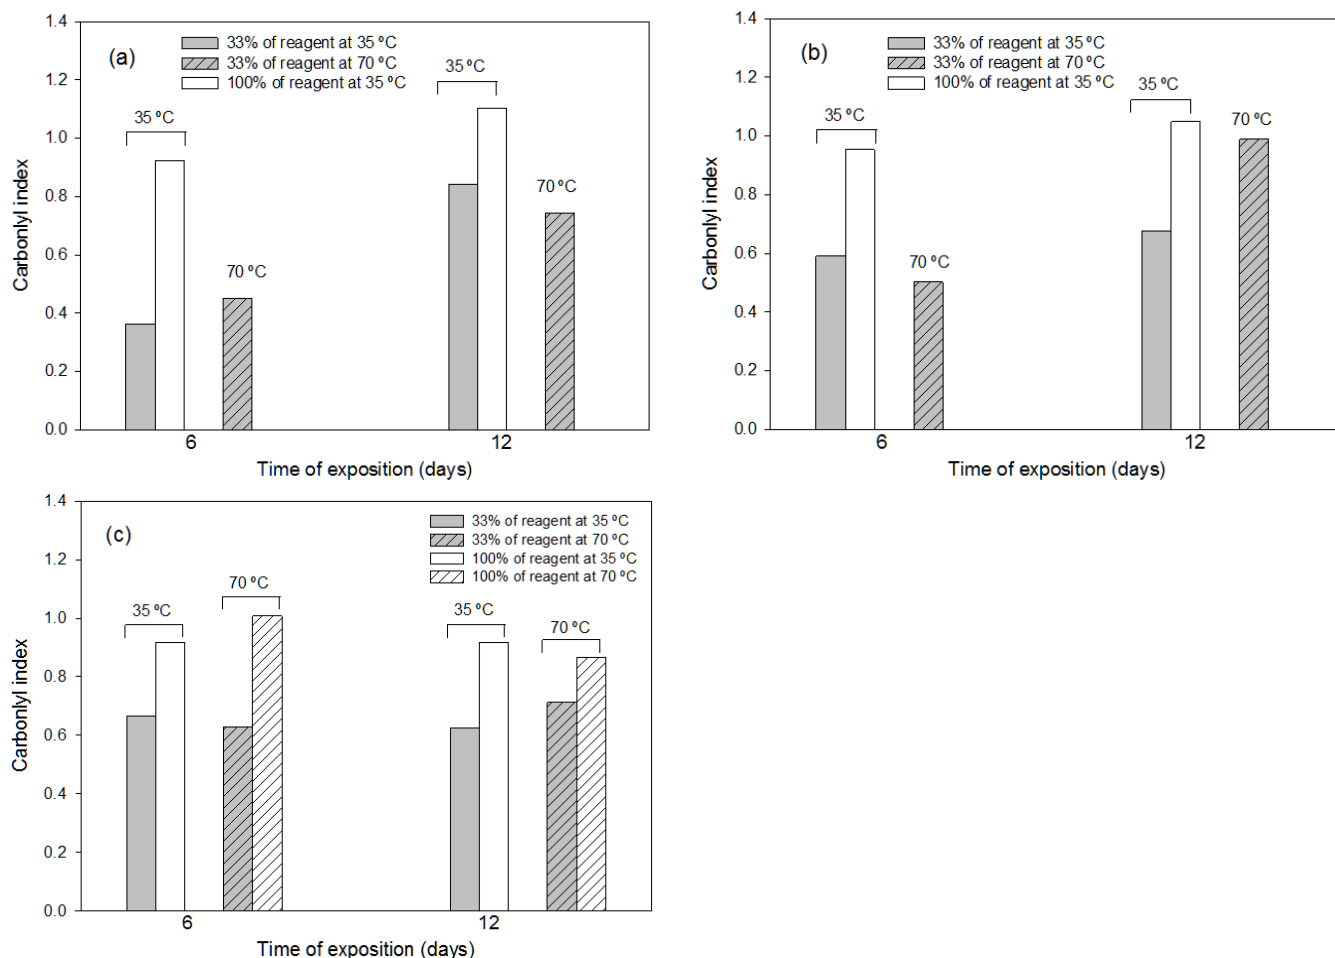 (a)
33% of reagent at 35 ºC
33% of reagent at 70 ºC
100% of reagent at 35 ºC
1.4
1.2
1.0
0.8
0.6
0.4
0.2
0.0
Carbonlyl index
35 ºC
70 ºC
35 ºC
70 ºC
6
12
Time of exposition (days)
(b)
33% of reagent at 35 ºC
33% of reagent at 70 ºC
100% of reagent at 35 ºC
1.4
1.2
1.0
0.8
0.6
0.4
0.2
0.0
Carbonlyl index
35 ºC
70 ºC
35 ºC
70 ºC
6
12
Time of exposition (days)
(c)
33% of reagent at 35 ºC
33% of reagent at 70 ºC
100% of reagent at 35 ºC
100% of reagent at 70 ºC
1.4
1.2
1.0
0.8
0.6
0.4
0.2
0.0
Carbonlyl index
35 ºC
70 ºC
35 ºC
70 ºC
6
12
Time of exposition (days)